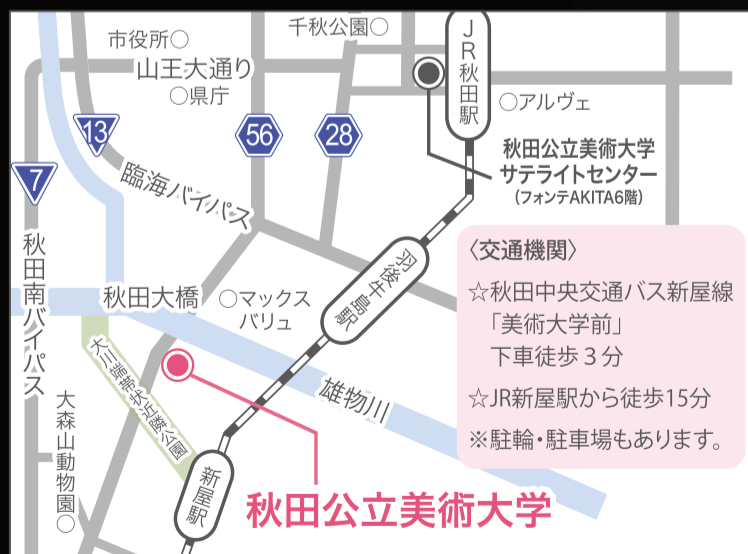 市役所○
千秋公園○
JR秋田駅
山王大通り
○県庁
○アルヴェ
13
56
28
秋田公立美術大学
サテライトセンター
(フォンテAKITA6階)
7
臨海バイパス
秋田南バイパス
羽後牛島駅
〈交通機関〉
☆秋田中央交通バス新屋線
「美術大学前」
下車徒歩3分
☆JR新屋駅から徒歩15分
※駐輪・駐車場もあります。
秋田大橋
○マックス
バリュ
大川端帯状近隣公園
雄物川
大森山動物園○
新屋駅
秋田公立美術大学